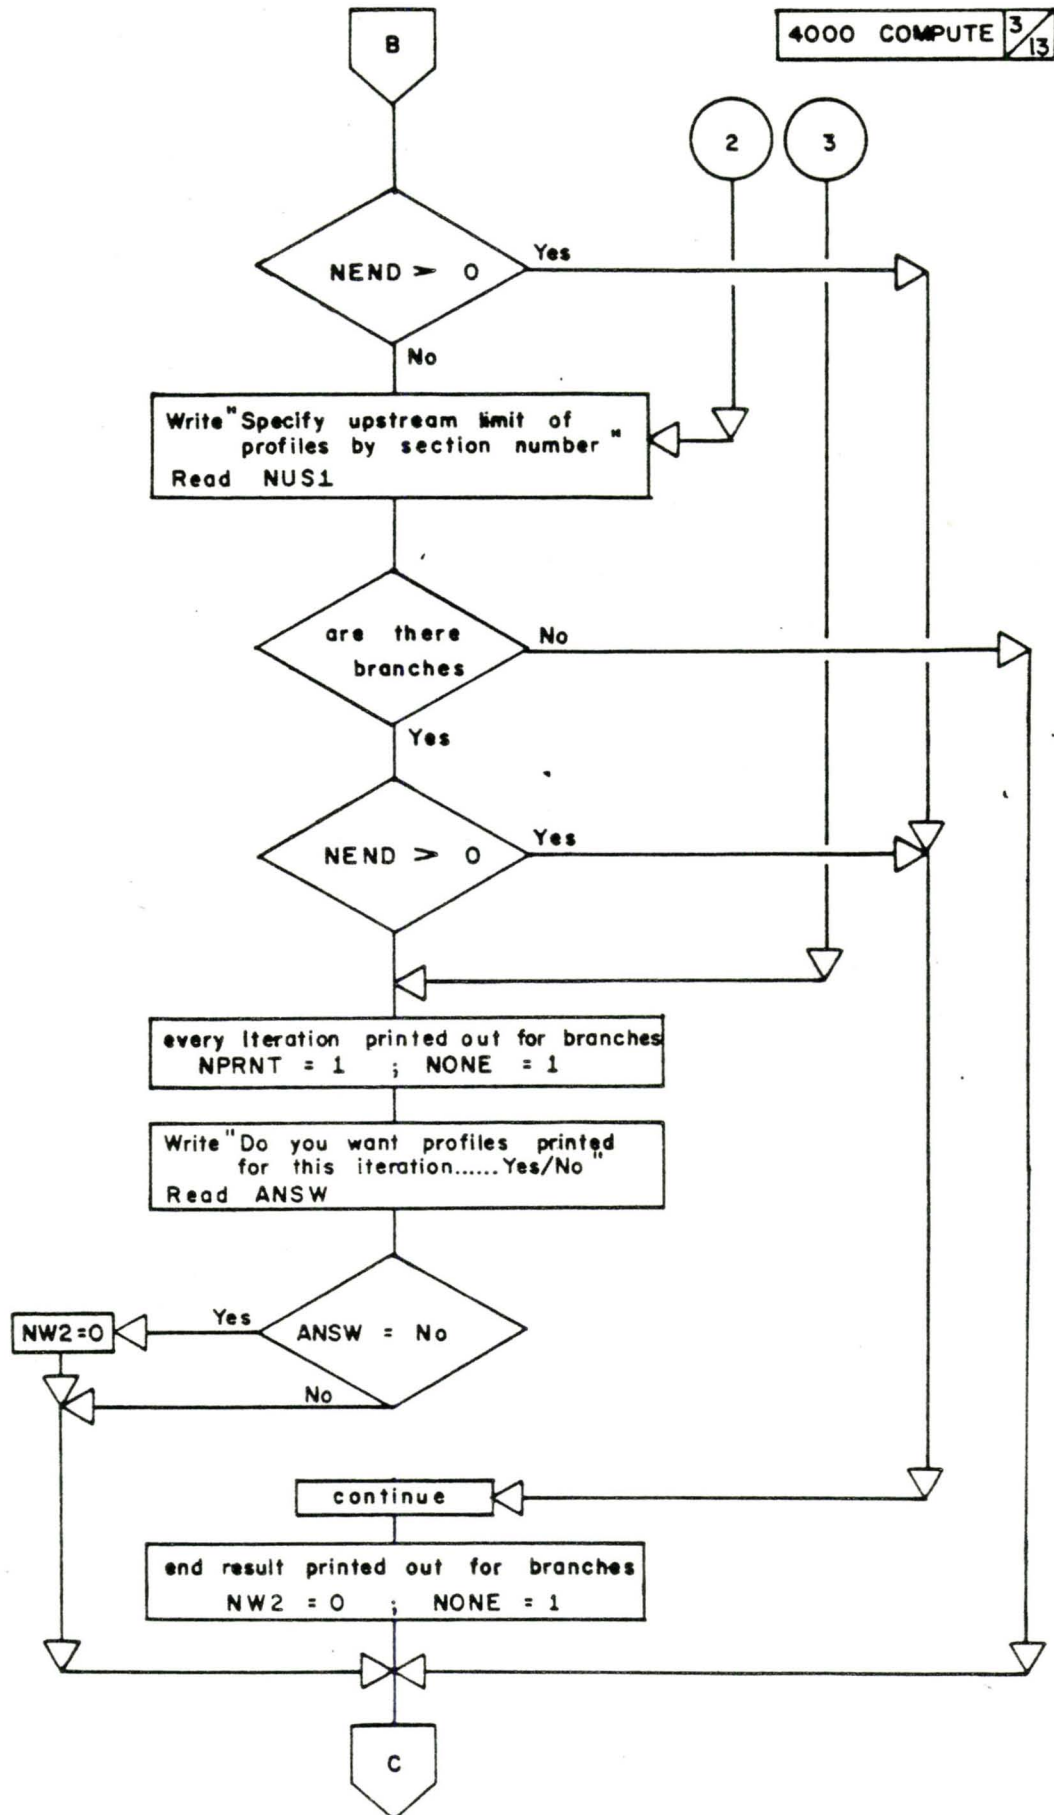 B
4000 COMPUTE 3/13
2
3
NEND > 0
Yes
No
Write "Specify upstream limit of
profiles by section number"
Read NUS1
are there
branches
No
Yes
NEND > 0
Yes
every Iteration printed out for branches
NPRNT = 1 ; NONE = 1
Write "Do you want profiles printed
for this iteration......Yes/No"
Read ANSW
ANSW = No
Yes
NW2=0
No
continue
end result printed out for branches
NW2 = 0 ; NONE = 1
C